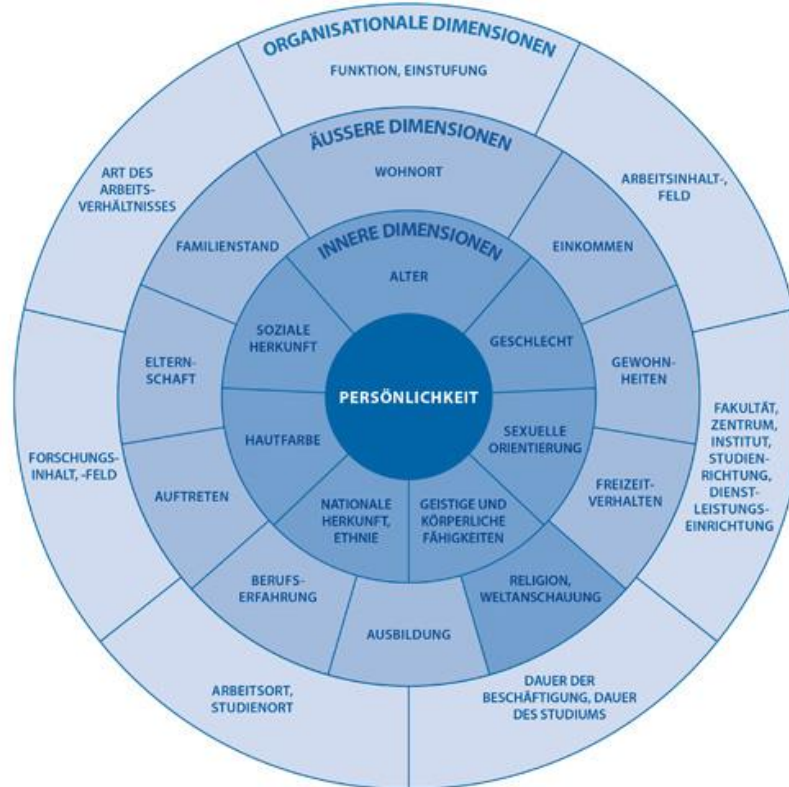 ORGANISATIONALE DIMENSIONEN
FUNKTION, EINSTUFUNG
ARBEITSINHALT-,
FELD
FAKULTÄT,
ZENTRUM,
INSTITUT,
STUDIEN-
RICHTUNG,
DIENST-
LEISTUNGS-
EINRICHTUNG
DAUER DER
BESCHÄFTIGUNG, DAUER
DES STUDIUMS
ARBEITSORT,
STUDIENORT
FORSCHUNGS-
INHALT, -FELD
ART DES
ARBEITS-
VERHÄLTNISSES
ÄUSSERE DIMENSIONEN
WOHNORT
EINKOMMEN
GEWOHN-
HEITEN
FREIZEIT-
VERHALTEN
RELIGION,
WELTANSCHAUUNG
AUSBILDUNG
BERUFS-
ERFAHRUNG
AUFTRETEN
ELTERN-
SCHAFT
FAMILIENSTAND
INNERE DIMENSIONEN
ALTER
GESCHLECHT
SEXUELLE
ORIENTIERUNG
GEISTIGE UND
KÖRPERLICHE
FÄHIGKEITEN
NATIONALE
HERKUNFT,
ETHNIE
HAUTFARBE
SOZIALE
HERKUNFT
PERSÖNLICHKEIT